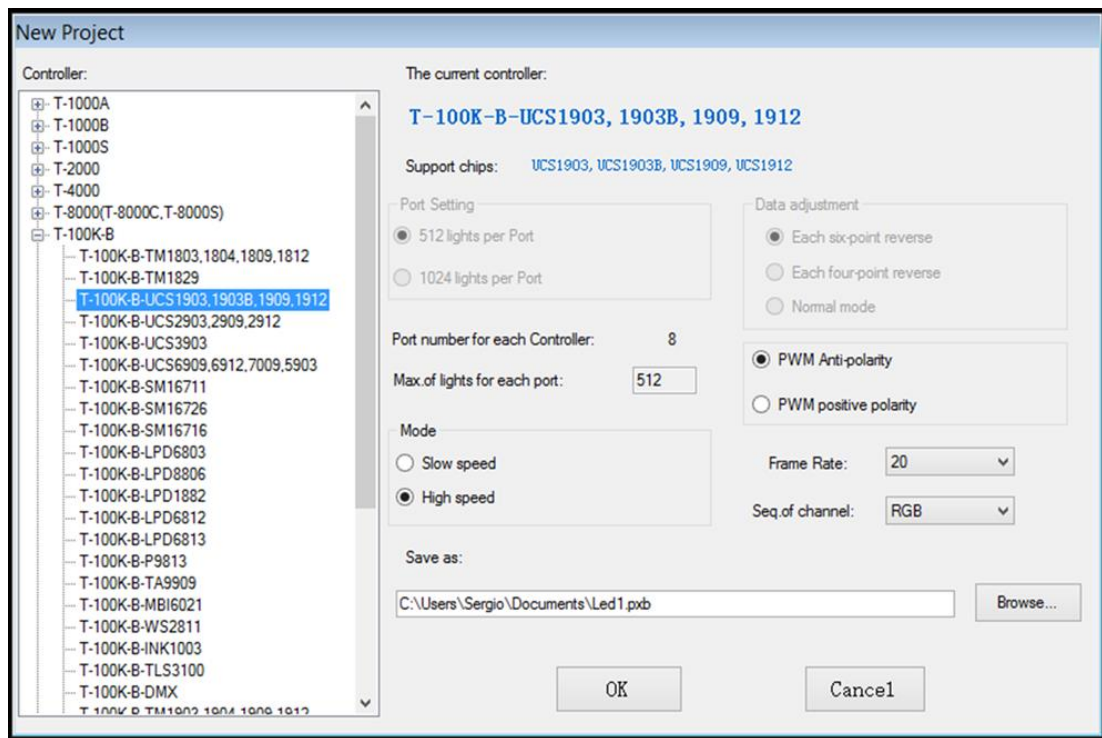 New Project
Controller:
T-1000A
T-1000B
T-1000S
T-2000
T-4000
T-8000(T-8000C,T-8000S)
T-100K-B
T-100K-B-TM1803,1804,1809,1812
T-100K-B-TM1829
T-100K-B-UCS1903,1903B,1909,1912
T-100K-B-UCS2903,2909,2912
T-100K-B-UCS3903
T-100K-B-UCS6909,6912,7009,5903
T-100K-B-SM16711
T-100K-B-SM16726
T-100K-B-SM16716
T-100K-B-LPD6803
T-100K-B-LPD8806
T-100K-B-LPD1882
T-100K-B-LPD6812
T-100K-B-LPD6813
T-100K-B-P9813
T-100K-B-TA9909
T-100K-B-MBI6021
T-100K-B-WS2811
T-100K-B-INK1003
T-100K-B-TLS3100
T-100K-B-DMX
T-100K-B-TM1902,1904,1909,1912
The current controller:
T-100K-B-UCS1903, 1903B, 1909, 1912
Support chips: UCS1903, UCS1903B, UCS1909, UCS1912
Port Setting
512 lights per Port
1024 lights per Port
Data adjustment
Each six-point reverse
Each four-point reverse
Normal mode
Port number for each Controller: 8
Max.of lights for each port: 512
PWM Anti-polarity
PWM positive polarity
Mode
Slow speed
High speed
Frame Rate: 20
Seq.of channel: RGB
Save as:
C:\Users\Sergio\Documents\Led1.pxb
Browse...
OK
Cancel